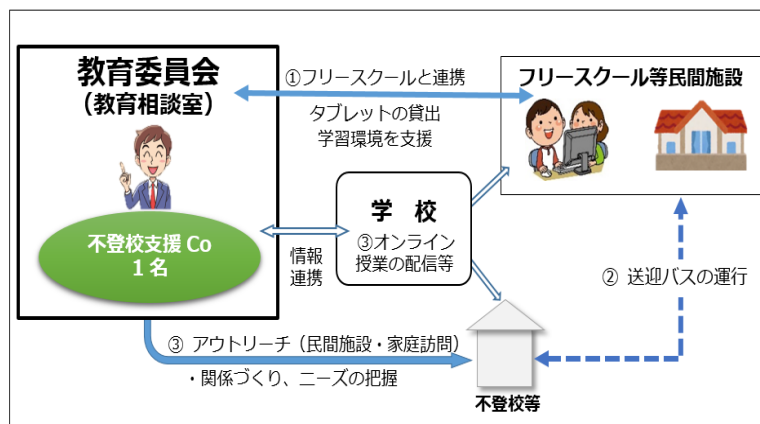 教育委員会
（教育相談室）
不登校支援 Co
1 名
①フリースクールと連携
タブレットの貸出
学習環境を支援
フリースクール等民間施設
学　校
③オンライン
授業の配信等
情報
連携
② 送迎バスの運行
③ アウトリーチ（民間施設・家庭訪問）
・関係づくり、ニーズの把握
不登校等